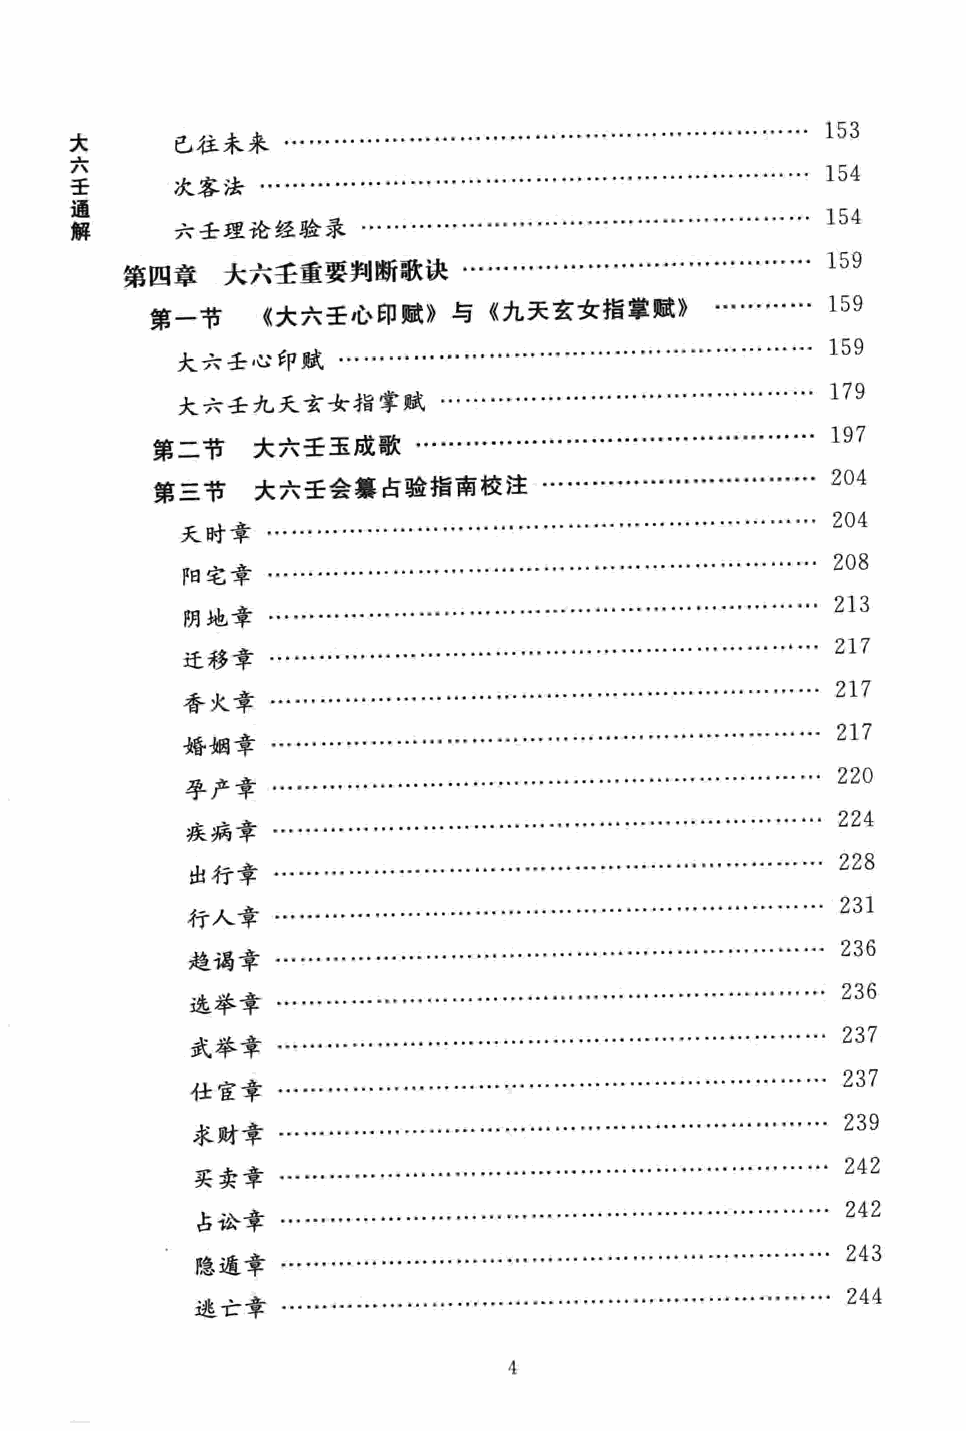 大六壬通解
已往未来 …… 153
次客法 …… 154
六壬理论经验录 …… 154
第四章 大六壬重要判断歌诀 …… 159
第一节 《大六壬心印赋》与《九天玄女指掌赋》 …… 159
大六壬心印赋 …… 159
大六壬九天玄女指掌赋 …… 179
第二节 大六壬玉成歌 …… 197
第三节 大六壬会纂占验指南校注 …… 204
天时章 …… 204
阳宅章 …… 208
阴地章 …… 213
迁移章 …… 217
香火章 …… 217
婚姻章 …… 217
孕产章 …… 220
疾病章 …… 224
出行章 …… 228
行人章 …… 231
趋谒章 …… 236
选举章 …… 236
武举章 …… 237
仕宦章 …… 237
求财章 …… 239
买卖章 …… 242
占讼章 …… 242
隐遁章 …… 243
逃亡章 …… 244
4